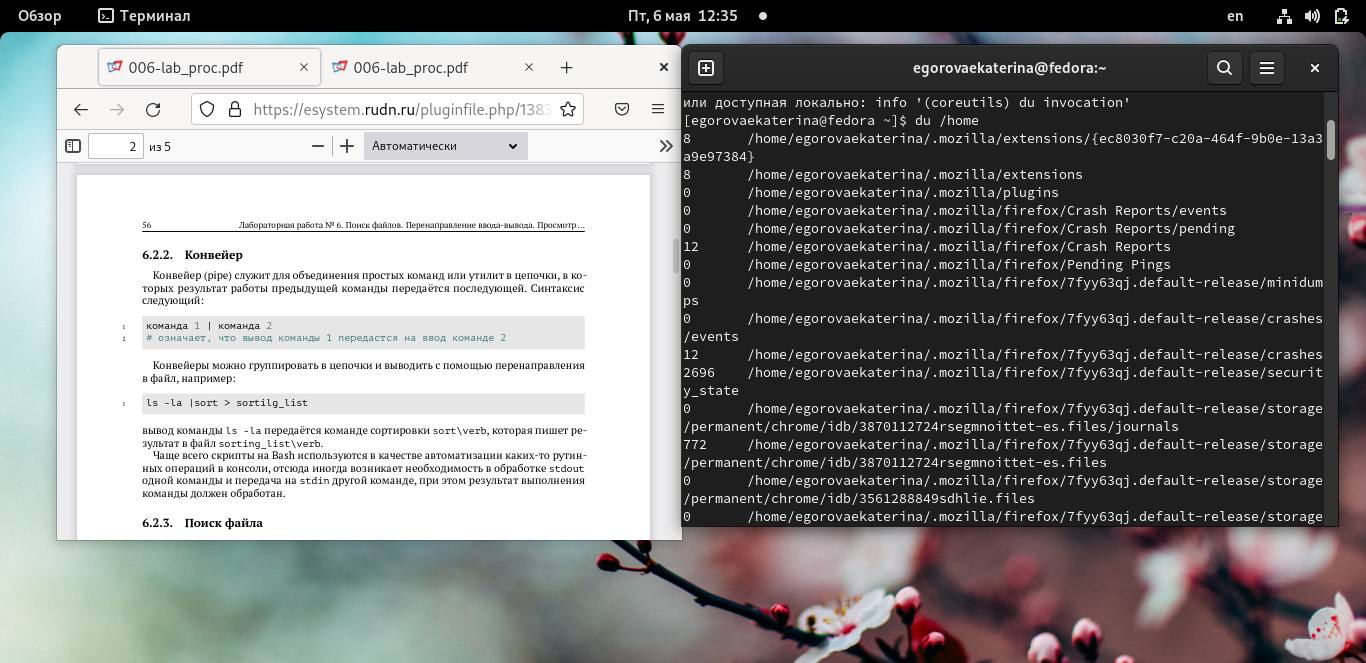 Обзор
Терминал
Пт, 6 мая 12:35
en
006-lab_proc.pdf
006-lab_proc.pdf
https://esystem.rudn.ru/pluginfile.php/1383
2 из 5
Автоматически
56 Лабораторная работа № 6. Поиск файлов. Перенаправление ввода-вывода. Просмотр ...
6.2.2. Конвейер
Конвейер (pipe) служит для объединения простых команд или утилит в цепочки, в ко-
торых результат работы предыдущей команды передаётся последующей. Синтаксис
следующий:
1 команда 1 | команда 2
2 # означает, что вывод команды 1 передастся на ввод команде 2
Конвейеры можно группировать в цепочки и выводить с помощью перенаправления
в файл, например:
1 ls -la |sort > sortilg_list
вывод команды ls -la передаётся команде сортировки sort\verb, которая пишет ре-
зультат в файл sorting_list\verb.
Чаще всего скрипты на Bash используются в качестве автоматизации каких-то рутин-
ных операций в консоли, отсюда иногда возникает необходимость в обработке stdout
одной команды и передача на stdin другой команде, при этом результат выполнения
команды должен обработан.
6.2.3. Поиск файла
egorovaekaterina@fedora:~
или доступная локально: info '(coreutils) du invocation'
[egorovaekaterina@fedora ~]$ du /home
8 /home/egorovaekaterina/.mozilla/extensions/{ec8030f7-c20a-464f-9b0e-13a3
a9e97384}
8 /home/egorovaekaterina/.mozilla/extensions
0 /home/egorovaekaterina/.mozilla/plugins
0 /home/egorovaekaterina/.mozilla/firefox/Crash Reports/events
0 /home/egorovaekaterina/.mozilla/firefox/Crash Reports/pending
12 /home/egorovaekaterina/.mozilla/firefox/Crash Reports
0 /home/egorovaekaterina/.mozilla/firefox/Pending Pings
0 /home/egorovaekaterina/.mozilla/firefox/7fyy63qj.default-release/minidum
ps
0 /home/egorovaekaterina/.mozilla/firefox/7fyy63qj.default-release/crashes
/events
12 /home/egorovaekaterina/.mozilla/firefox/7fyy63qj.default-release/crashes
2696 /home/egorovaekaterina/.mozilla/firefox/7fyy63qj.default-release/securit
y_state
0 /home/egorovaekaterina/.mozilla/firefox/7fyy63qj.default-release/storage
/permanent/chrome/idb/3870112724rsegmnoittet-es.files/journals
772 /home/egorovaekaterina/.mozilla/firefox/7fyy63qj.default-release/storage
/permanent/chrome/idb/3870112724rsegmnoittet-es.files
0 /home/egorovaekaterina/.mozilla/firefox/7fyy63qj.default-release/storage
/permanent/chrome/idb/3561288849sdhlie.files
0 /home/egorovaekaterina/.mozilla/firefox/7fyy63qj.default-release/storage